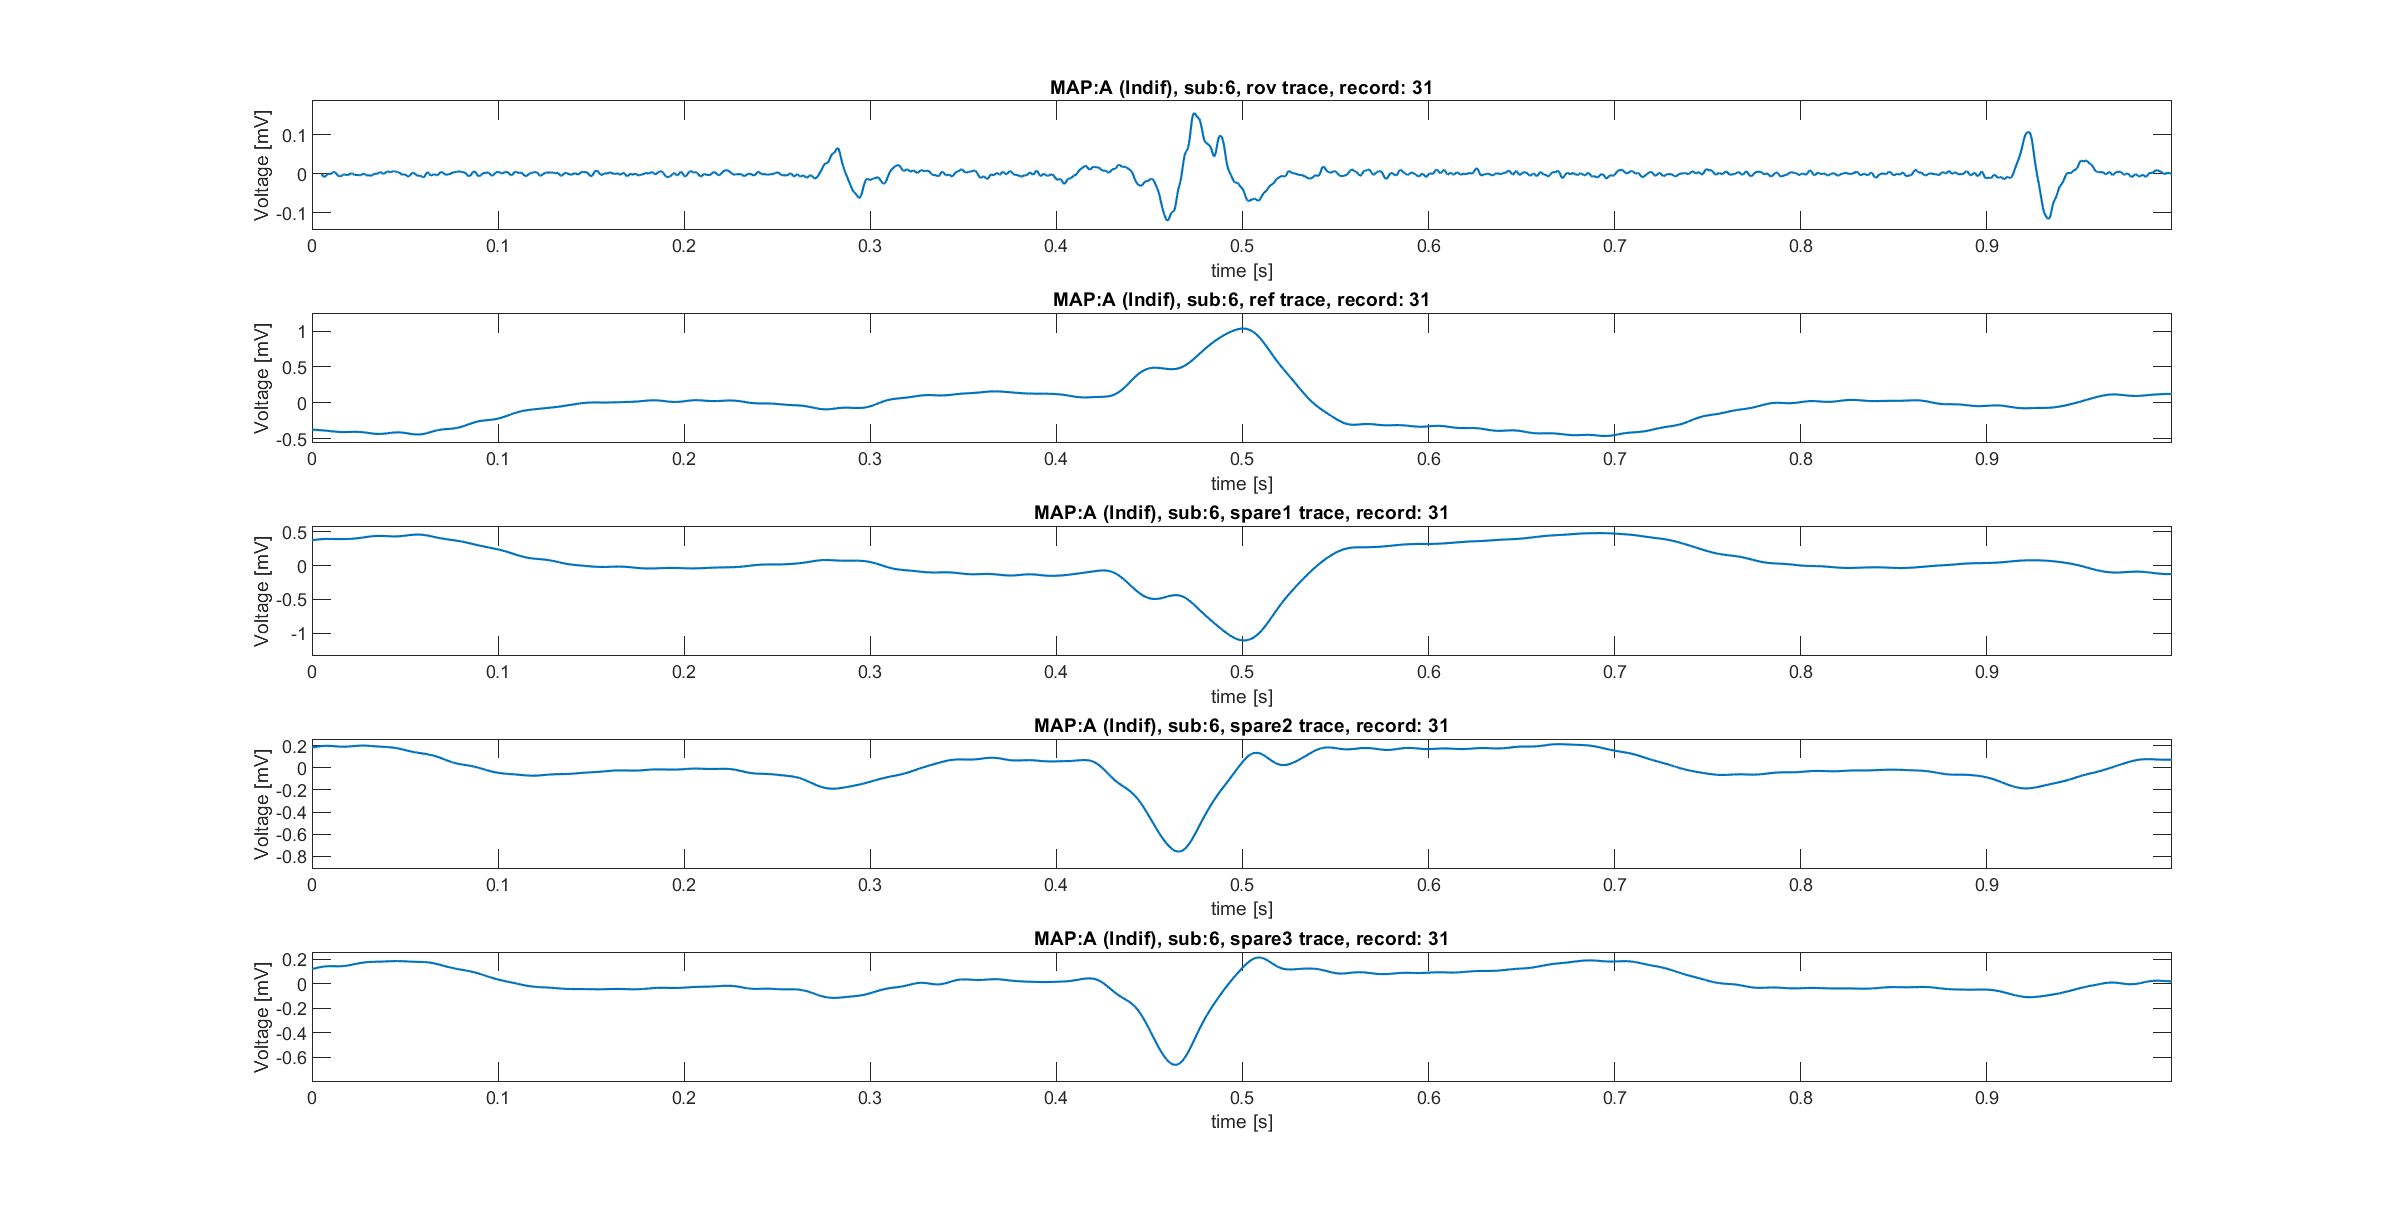 MAP:A (Indif), sub:6, rov trace, record: 31
Voltage [mV]
0.1
0
-0.1
0 0.1 0.2 0.3 0.4 0.5 0.6 0.7 0.8 0.9
time [s]
MAP:A (Indif), sub:6, ref trace, record: 31
Voltage [mV]
1
0.5
0
-0.5
0 0.1 0.2 0.3 0.4 0.5 0.6 0.7 0.8 0.9
time [s]
MAP:A (Indif), sub:6, spare1 trace, record: 31
Voltage [mV]
0.5
0
-0.5
-1
0 0.1 0.2 0.3 0.4 0.5 0.6 0.7 0.8 0.9
time [s]
MAP:A (Indif), sub:6, spare2 trace, record: 31
Voltage [mV]
0.2
0
-0.2
-0.4
-0.6
-0.8
0 0.1 0.2 0.3 0.4 0.5 0.6 0.7 0.8 0.9
time [s]
MAP:A (Indif), sub:6, spare3 trace, record: 31
Voltage [mV]
0.2
0
-0.2
-0.4
-0.6
0 0.1 0.2 0.3 0.4 0.5 0.6 0.7 0.8 0.9
time [s]